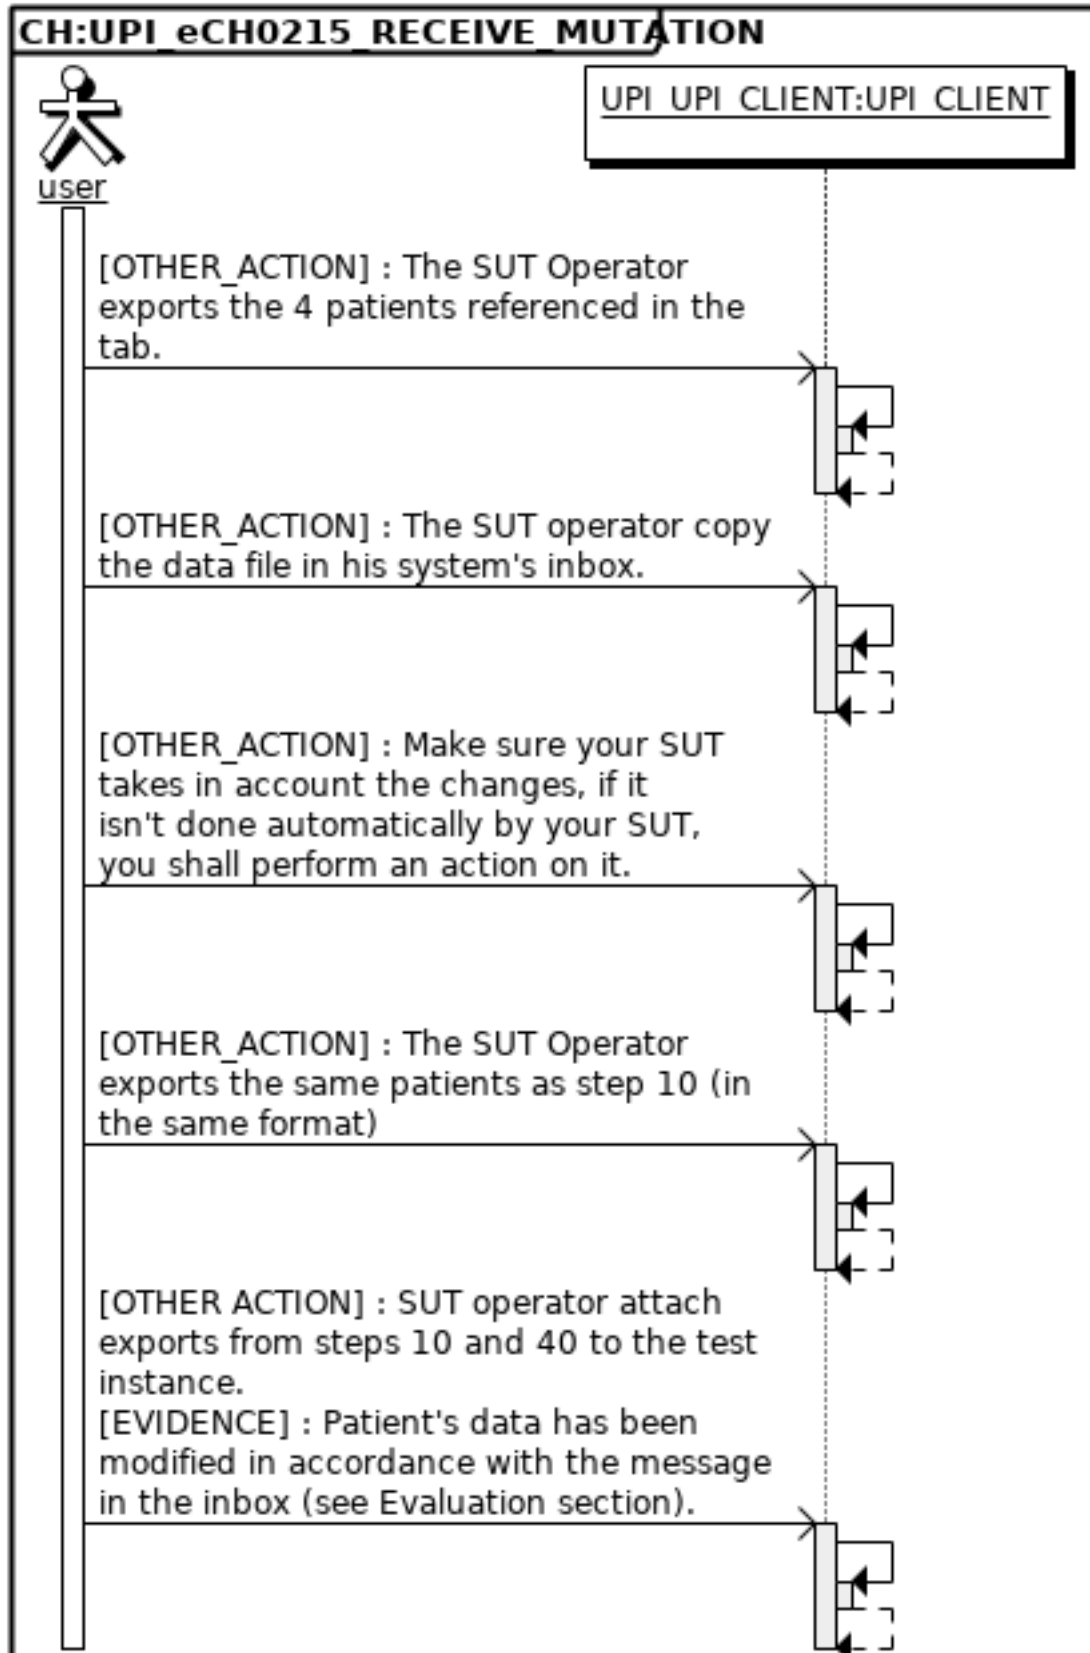 CH:UPI_eCH0215_RECEIVE_MUTATION
UPI_UPI_CLIENT:UPI_CLIENT
user
[OTHER_ACTION] : The SUT Operator
exports the 4 patients referenced in the
tab.
[OTHER_ACTION] : The SUT operator copy
the data file in his system's inbox.
[OTHER_ACTION] : Make sure your SUT
takes in account the changes, if it
isn't done automatically by your SUT,
you shall perform an action on it.
[OTHER_ACTION] : The SUT Operator
exports the same patients as step 10 (in
the same format)
[OTHER ACTION] : SUT operator attach
exports from steps 10 and 40 to the test
instance.
[EVIDENCE] : Patient's data has been
modified in accordance with the message
in the inbox (see Evaluation section).